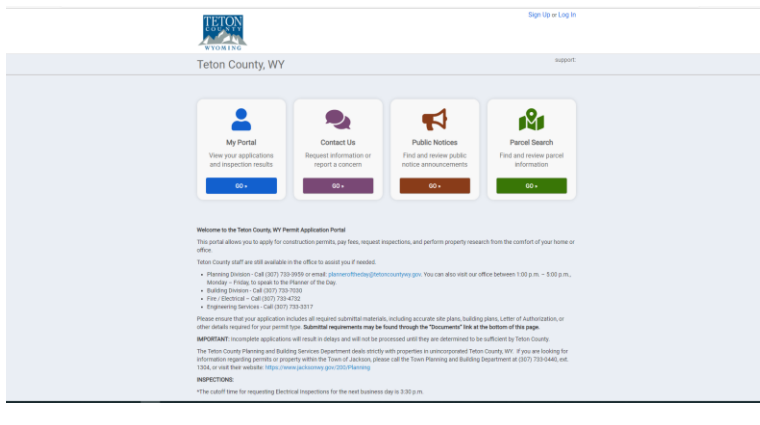 Sign Up or Log In
TETON
COUNTY
WYOMING
Teton County, WY
support:
My Portal
View your applications
and inspection results
GO »
Contact Us
Request information or
report a concern
GO »
Public Notices
Find and review public
notice announcements
GO »
Parcel Search
Find and review parcel
information
GO »
Welcome to the Teton County, WY Permit Application Portal
This portal allows you to apply for construction permits, pay fees, request inspections, and perform property research from the comfort of your home or
office.
Teton County staff are still available in the office to assist you if needed.
• Planning Division - Call (307) 733-3959 or email: planneroftheday@tetoncountywy.gov. You can also visit our office between 1:00 p.m. – 5:00 p.m.,
Monday – Friday, to speak to the Planner of the Day.
• Building Division - Call (307) 733-7030
• Fire / Electrical – Call (307) 733-4732
• Engineering Services - Call (307) 733-3317
Please ensure that your application includes all required submittal materials, including accurate site plans, building plans, Letter of Authorization, or
other details required for your permit type. Submittal requirements may be found through the "Documents" link at the bottom of this page.
IMPORTANT: Incomplete applications will result in delays and will not be processed until they are determined to be sufficient by Teton County
The Teton County Planning and Building Services Department deals strictly with properties in unincorporated Teton County, WY. If you are looking for
information regarding permits or property within the Town of Jackson, please call the Town Planning and Building Department at (307) 733-0440, ext.
1304, or visit their website: https://www.jacksonwy.gov/203/Planning
INSPECTIONS:
*The cutoff time for requesting Electrical Inspections for the next business day is 3:30 p.m.